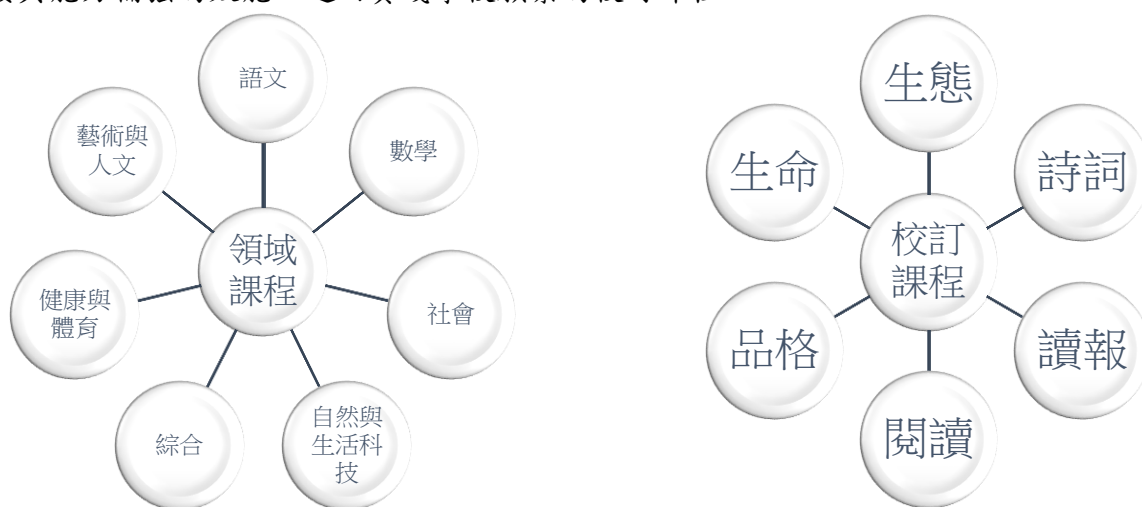 語文
數學
社會
自然與
生活科
技
綜合
健康與
體育
藝術與
人文
領域
課程
生態
詩詞
讀報
閱讀
品格
生命
校訂
課程